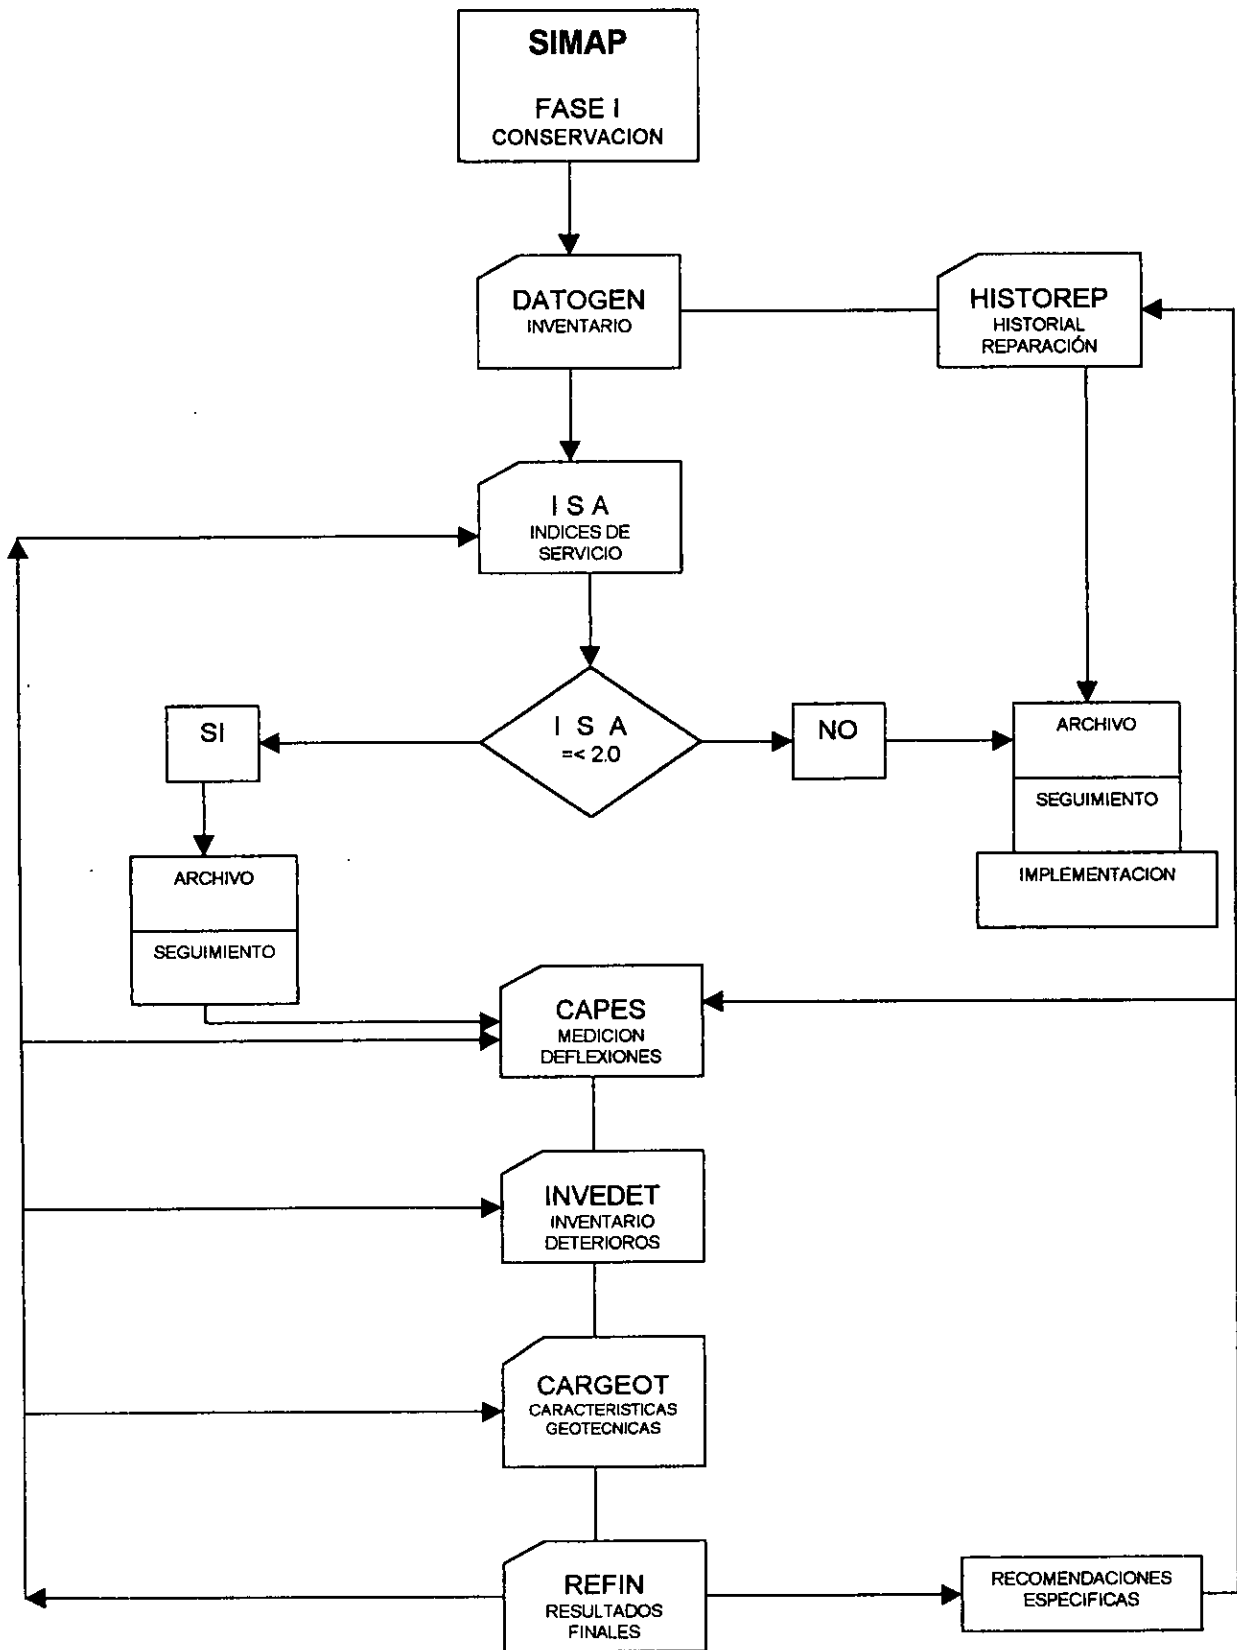 SIMAP
FASE I
CONSERVACION
DATOGEN
INVENTARIO
HISTOREP
HISTORIAL
REPARACIÓN
I S A
INDICES DE
SERVICIO
SI
I S A
=< 2.0
NO
ARCHIVO
SEGUIMIENTO
IMPLEMENTACION
ARCHIVO
SEGUIMIENTO
CAPES
MEDICION
DEFLEXIONES
INVEDET
INVENTARIO
DETERIOROS
CARGEOT
CARACTERISTICAS
GEOTECNICAS
REFIN
RESULTADOS
FINALES
RECOMENDACIONES
ESPECIFICAS